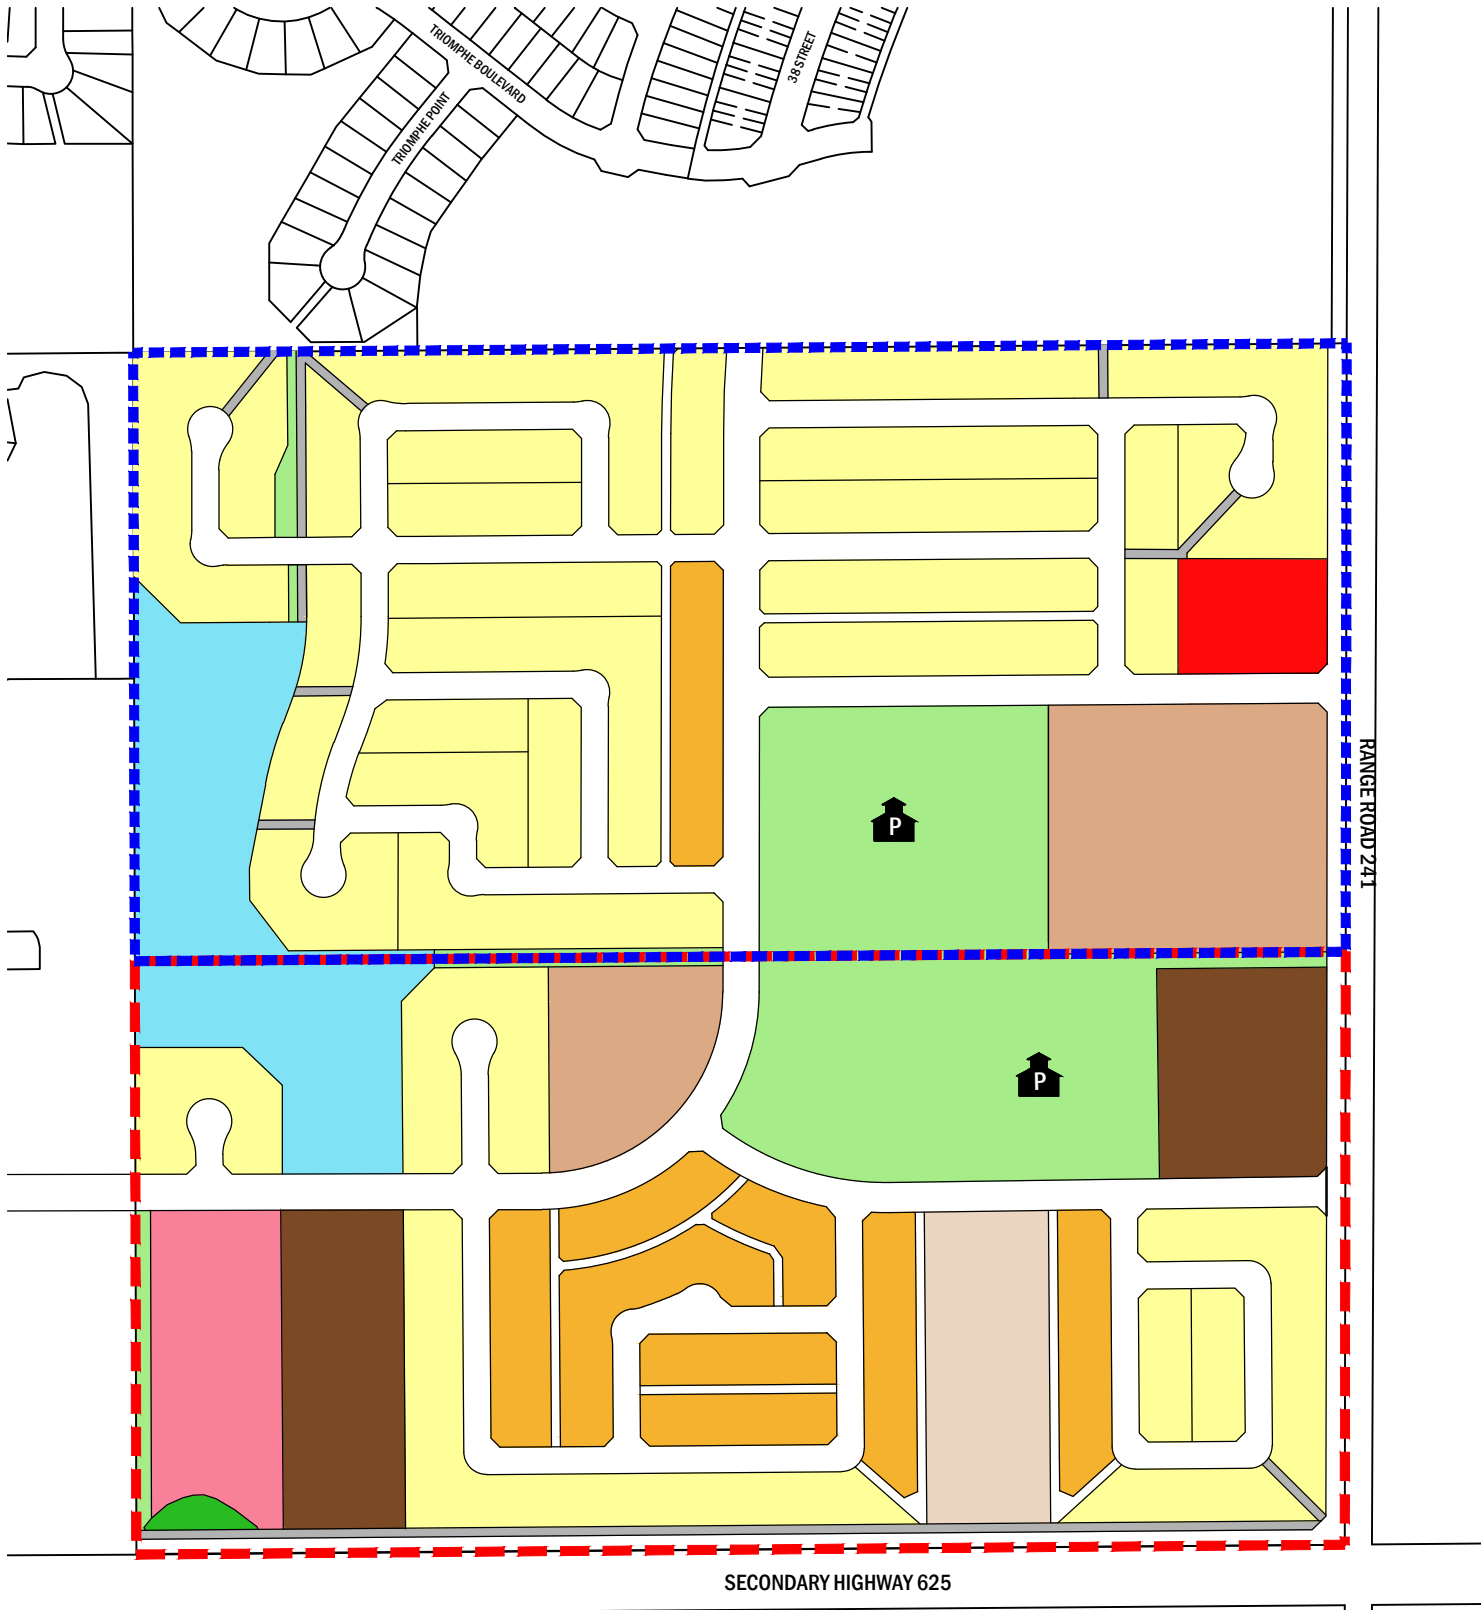 TRIOMPHE BOULEVARD
38 STREET
TRIOMPHE POINT
RANGE ROAD 241
P
P
SECONDARY HIGHWAY 625